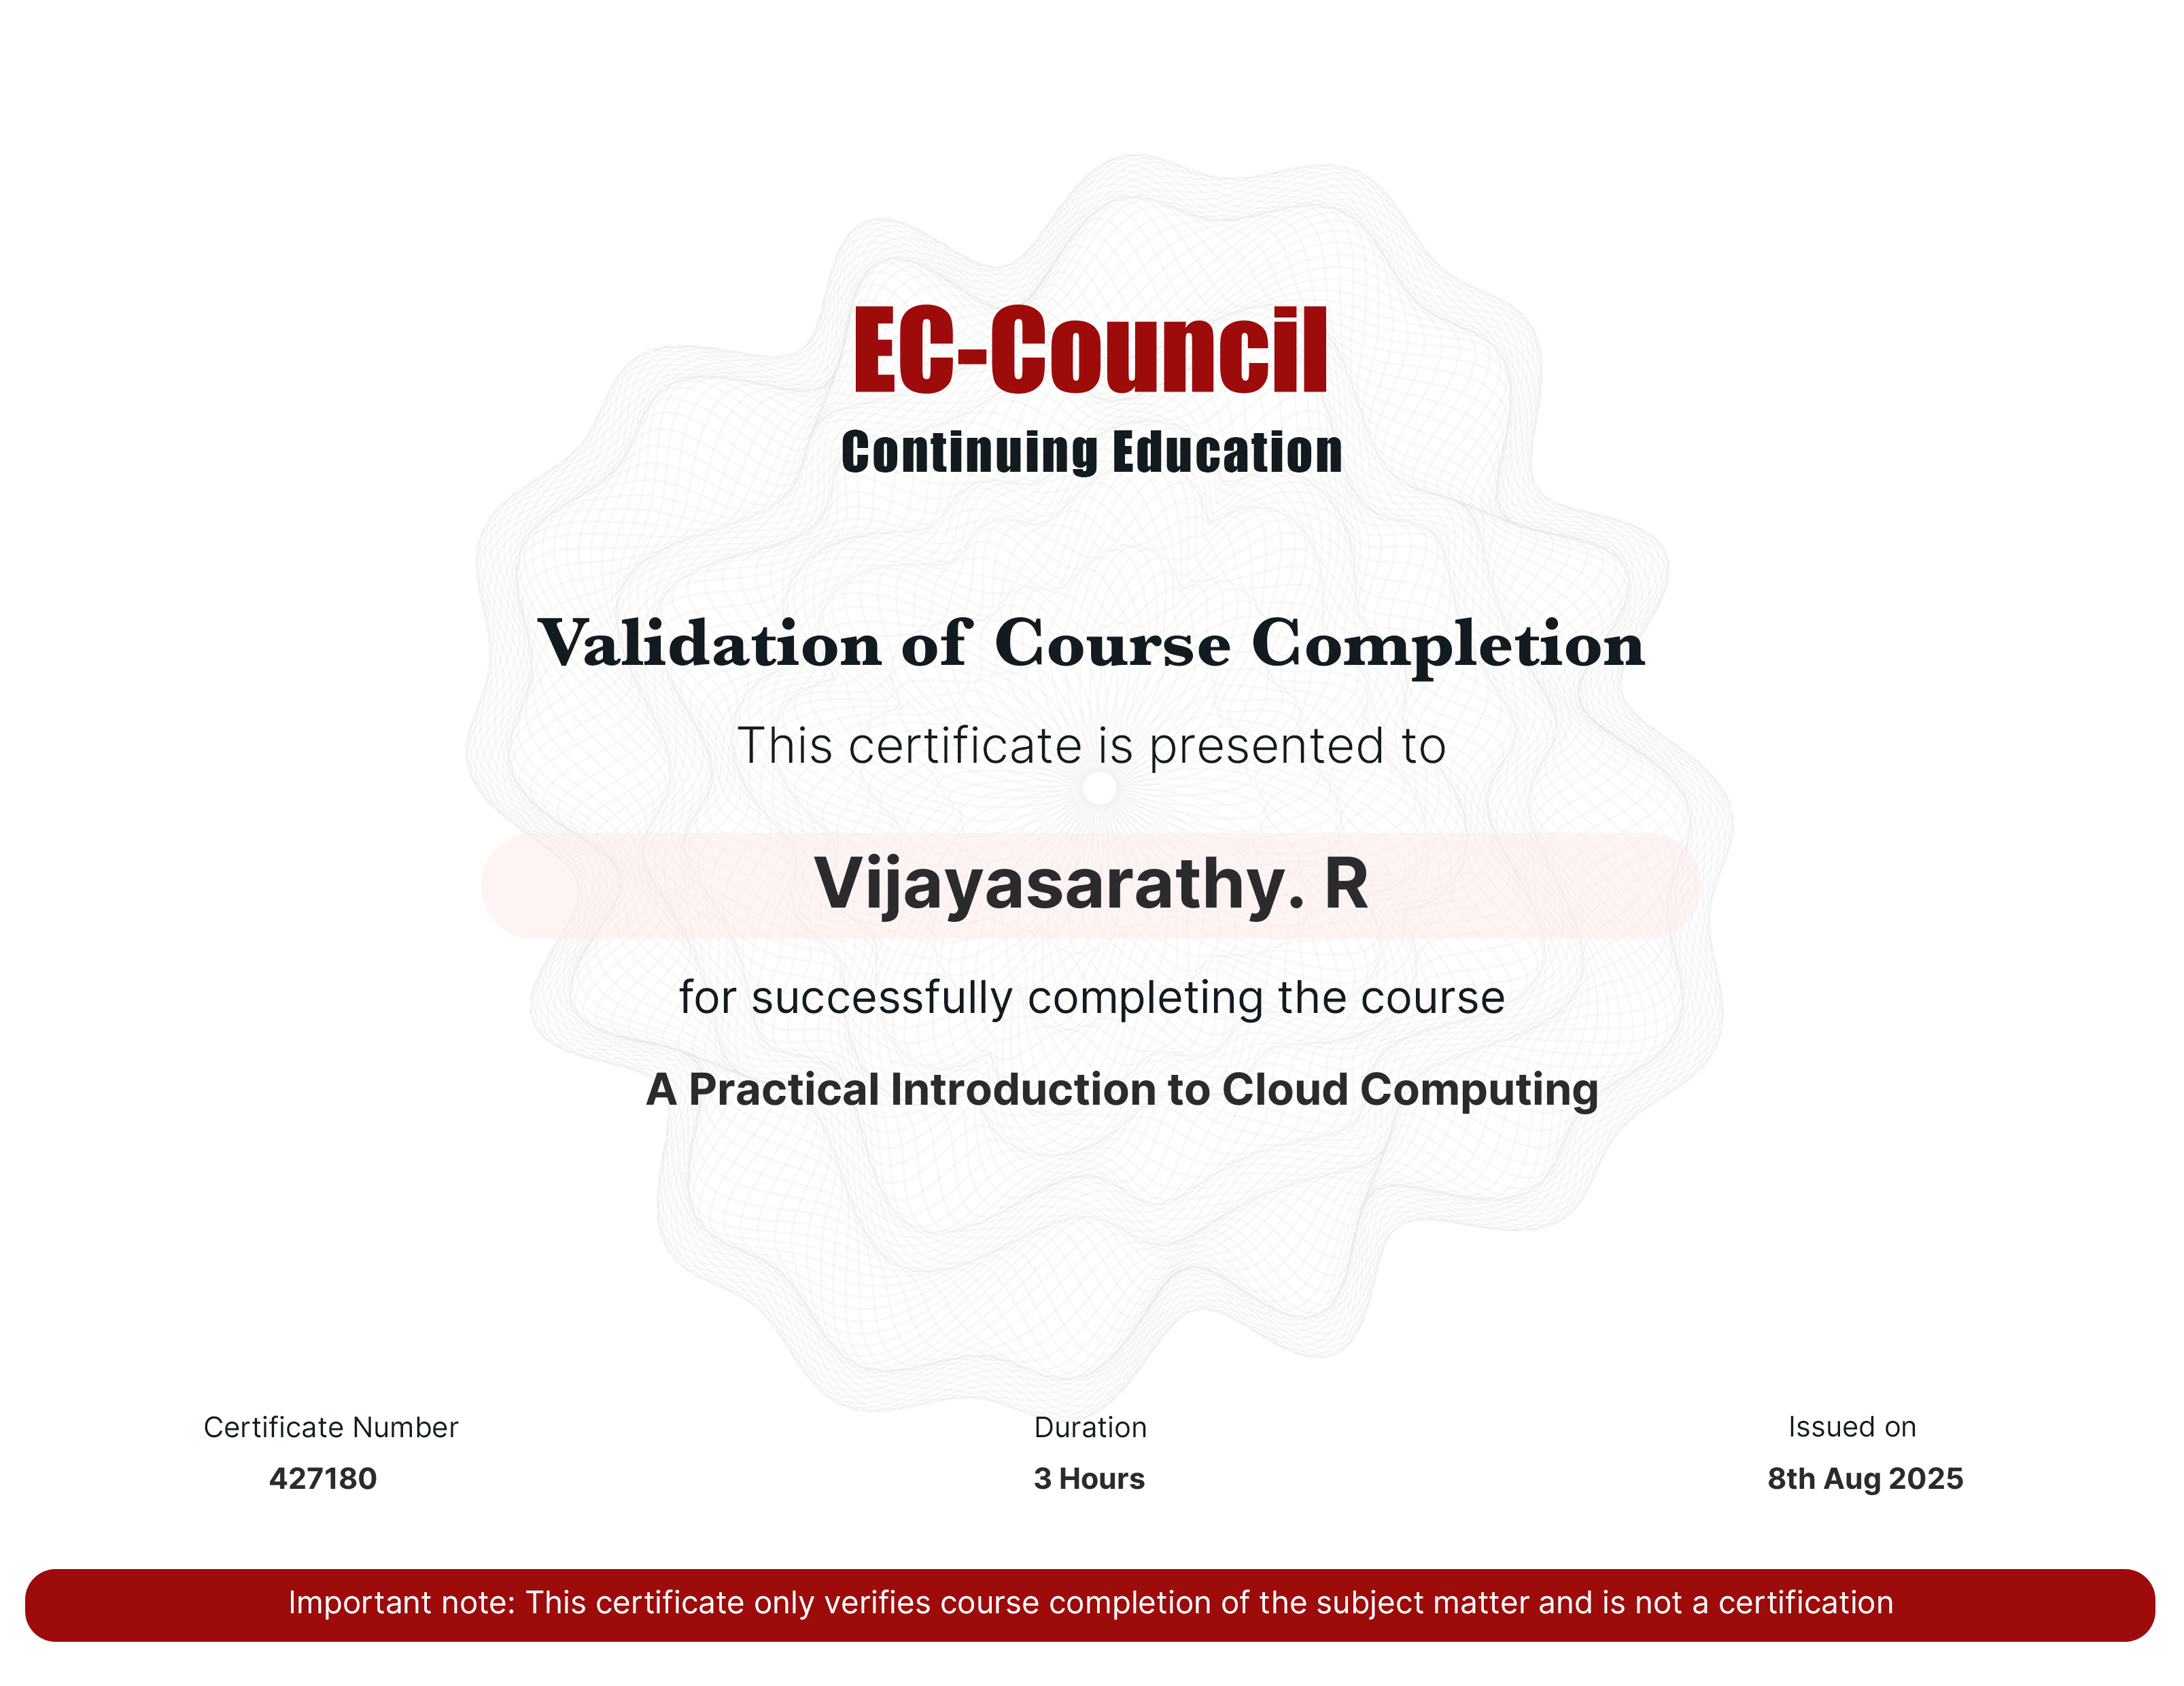 EC-Council
Continuing Education
Validation of Course Completion
This certificate is presented to
Vijayasarathy. R
for successfully completing the course
A Practical Introduction to Cloud Computing
Certificate Number
427180
Duration
3 Hours
Issued on
8th Aug 2025
Important note: This certificate only verifies course completion of the subject matter and is not a certification